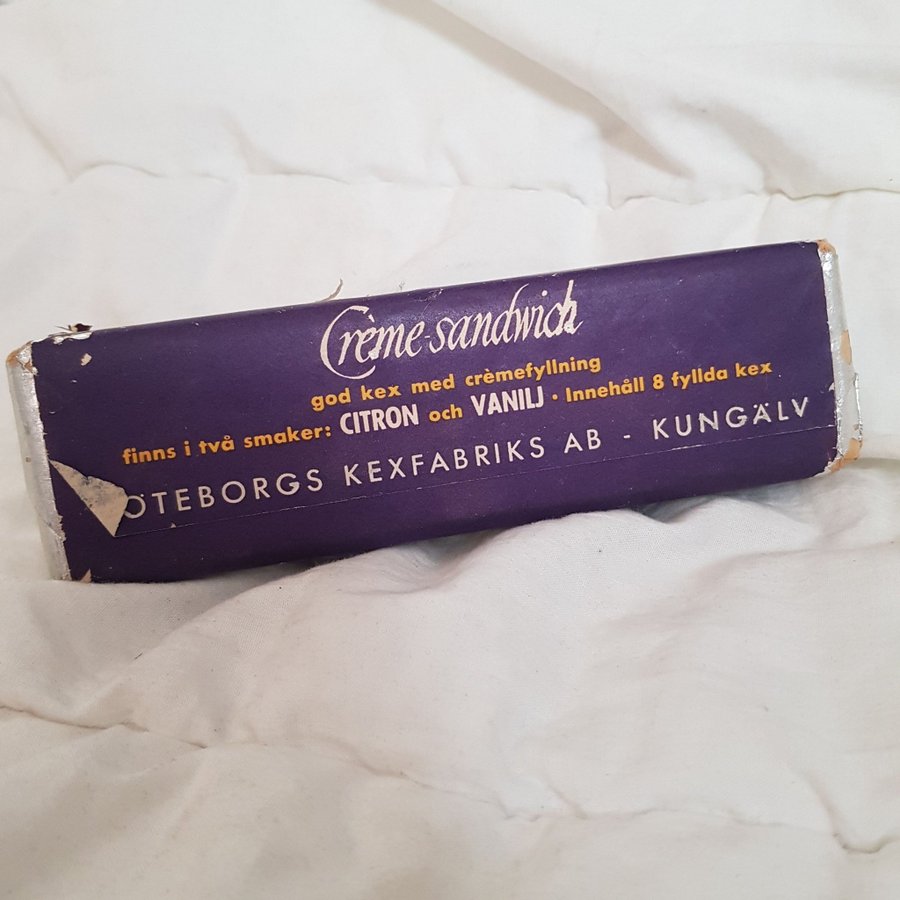 Crème-sandwich
god kex med crèmefyllning
finns i två smaker: CITRON och VANILJ • Innehåll 8 fyllda kex
ÖTEBORGS KEXFABRIKS AB - KUNGÄLV